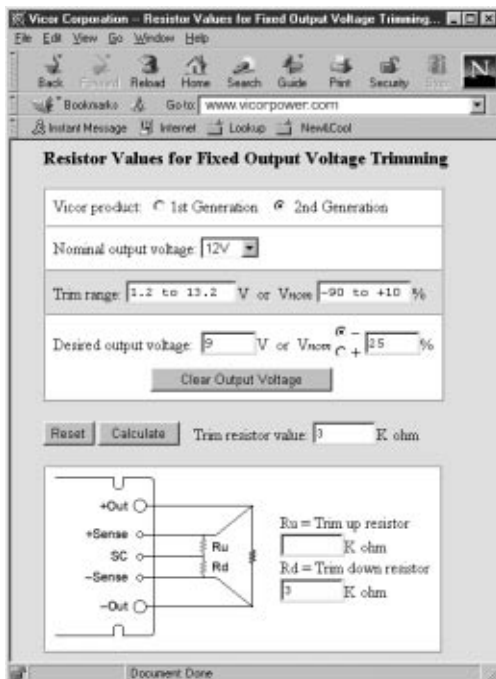 Vicor Corporation -- Resistor Values for Fixed Output Voltage Trimming...
File Edit View Go Window Help
Back Forward Reload Home Search Guide Print Security
Bookmarks Go to: www.vicorpower.com
Instant Message Internet Lookup New&Cool
Resistor Values for Fixed Output Voltage Trimming
Vicor product: 1st Generation 2nd Generation
Nominal output voltage: 12V
Trim range: 1.2 to 13.2 V or Vnom -90 to +10 %
Desired output voltage: 9 V or Vnom - + 25 %
Clear Output Voltage
Reset Calculate Trim resistor value: 3 K ohm
+Out
+Sense
SC
−Sense
−Out
Ru
Rd
Ru = Trim up resistor
K ohm
Rd = Trim down resistor
3 K ohm
Document Done